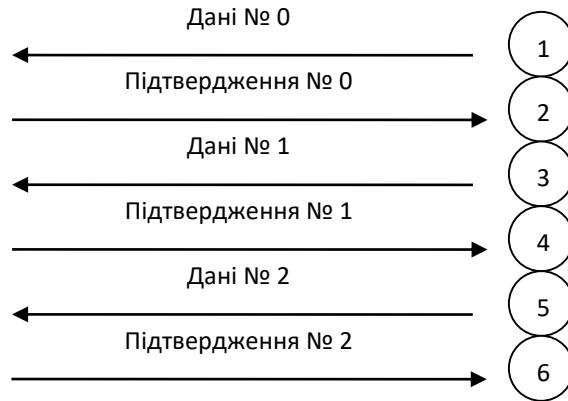 Дані № 0
1
Підтвердження № 0
2
Дані № 1
3
Підтвердження № 1
4
Дані № 2
5
Підтвердження № 2
6